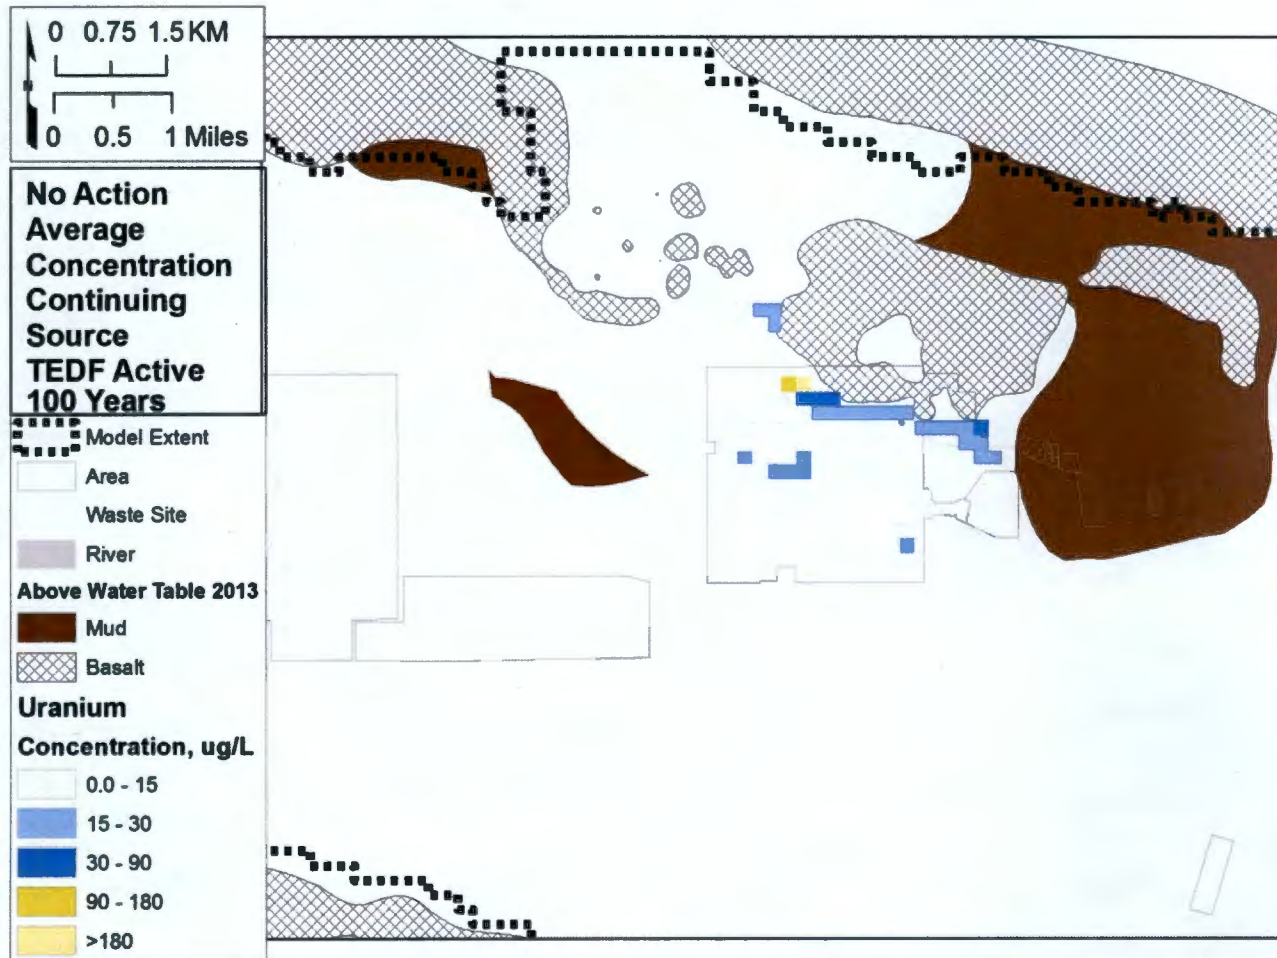 0 0.75 1.5 KM
0 0.5 1 Miles
No Action
Average
Concentration
Continuing
Source
TEDF Active
100 Years
Model Extent
Area
Waste Site
River
Above Water Table 2013
Mud
Basalt
Uranium
Concentration, ug/L
0.0 - 15
15 - 30
30 - 90
90 - 180
>180